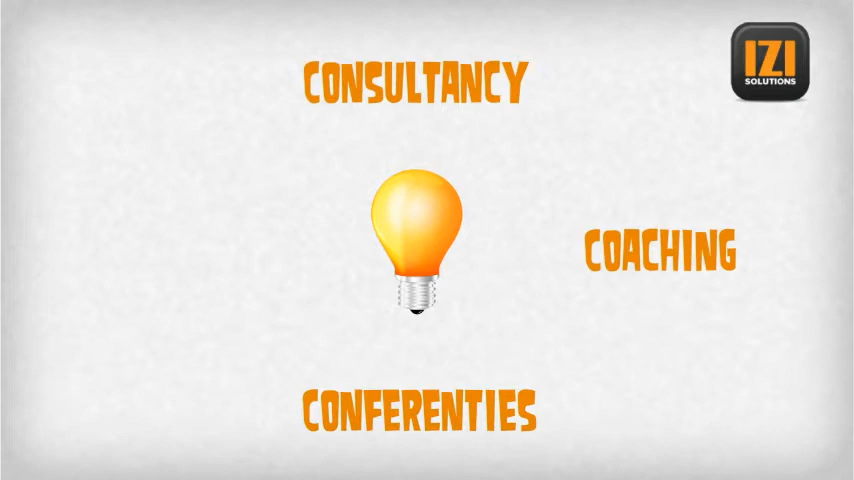 CONSULTANCY
IZI
SOLUTIONS
COACHING
CONFERENTIES